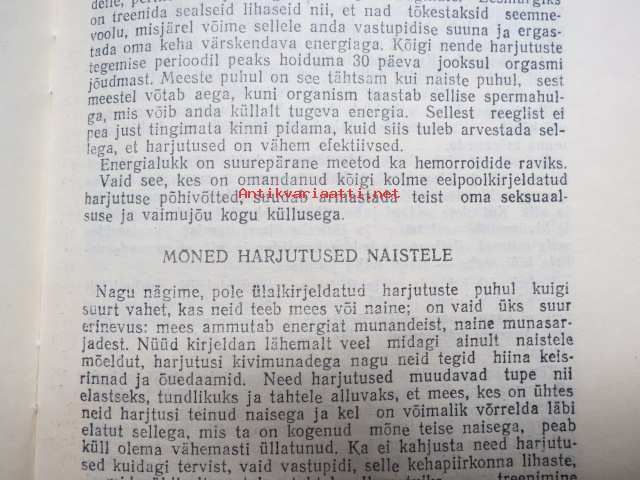 on treenida sealseid lihaseid nii, et nad tõkestaksid seemne-
voolu, misjärel võime sellele anda vastupidise suuna ja ergas-
tada oma keha värskendava energiaga. Kõigi nende harjutuste
tegemise perioodil peaks hoiduma 30 päeva jooksul orgasmi
jõudmast. Meeste puhul on see tähtsam kui naiste puhul, sest
meestel võtab aega, kuni organism taastab sellise spermahul-
ga, mis võib anda küllalt tugeva energia. Sellest reeglist ei
pea just tingimata kinni pidama, kuid siis tuleb arvestada sel-
lega, et harjutused on vähem efektiivsed.
Energialukk on suurepärane meetod ka hemorroidide raviks.
Vaid see, kes on omandanud kõigi kolme eelpoolkirjeldatud
Antikvariaatti.net
harjutuse põhivõtted, suudab armastada teist oma seksuaal-
suse ja vaimujõu kogu küllusega.
MÕNED HARJUTUSED NAISTELE
Nagu nägime, pole ülalkirjeldatud harjutuste puhul kuigi
suurt vahet, kas neid teeb mees või naine; on vaid üks suur
erinevus: mees ammutab energiat munandeist, naine munasar-
jadest. Nüüd kirjeldan lähemalt veel midagi ainult naistele
mõeldut, harjutusi kivimunadega nagu neid tegid hiina keis-
rinnad ja õuedaamid. Need harjutused muudavad tupe nii
elastseks, tundlikuks ja tahtele alluvaks, et mees, kes on ühtes
neid harjtusi teinud naisega ja kel on võimalik võrrelda läbi
elatut sellega, mis ta on kogenud mõne teise naisega, peab
küll olema vähemasti üllatunud. Ka ei kahjusta need harjutu-
sed kuidagi tervist, vaid vastupidi, selle kehapiirkonna lihaste,
treenimine